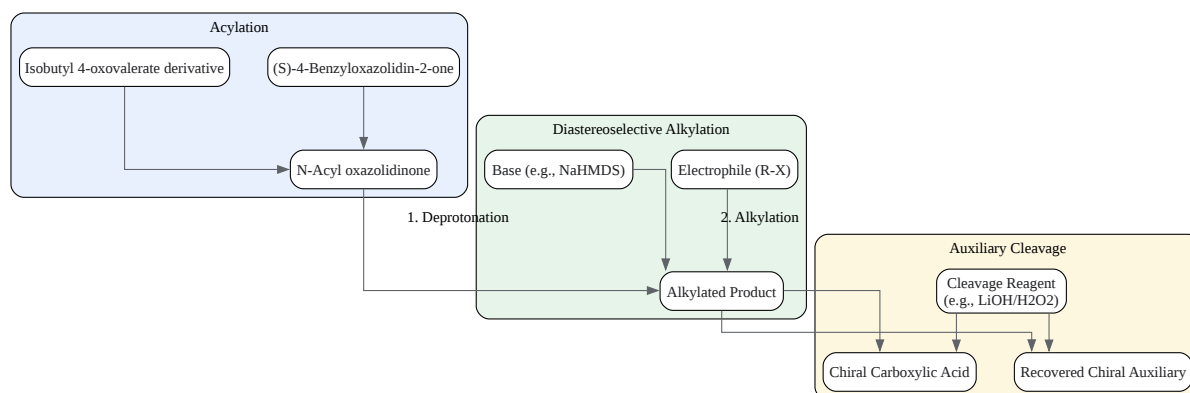 Acylation
Isobutyl 4-oxovalerate derivative
(S)-4-Benzyloxazolidin-2-one
N-Acyl oxazolidinone
Diastereoselective Alkylation
Base (e.g., NaHMDS)
Electrophile (R-X)
1. Deprotonation
2. Alkylation
Alkylated Product
Auxiliary Cleavage
Cleavage Reagent
(e.g., LiOH/H2O2)
Chiral Carboxylic Acid
Recovered Chiral Auxiliary